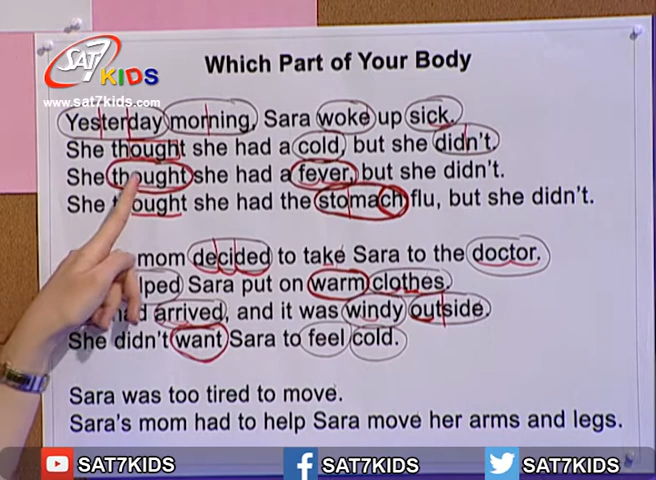 SAT7 KIDS
www.sat7kids.com
Which Part of Your Body
Yesterday morning, Sara woke up sick.
She thought she had a cold, but she didn't.
She thought she had a fever, but she didn't.
She thought she had the stomach flu, but she didn't.
mom decided to take Sara to the doctor.
lped Sara put on warm clothes.
arrived, and it was windy outside.
She didn't want Sara to feel cold.
Sara was too tired to move.
Sara's mom had to help Sara move her arms and legs.
SAT7KIDS
SAT7KIDS
SAT7KIDS